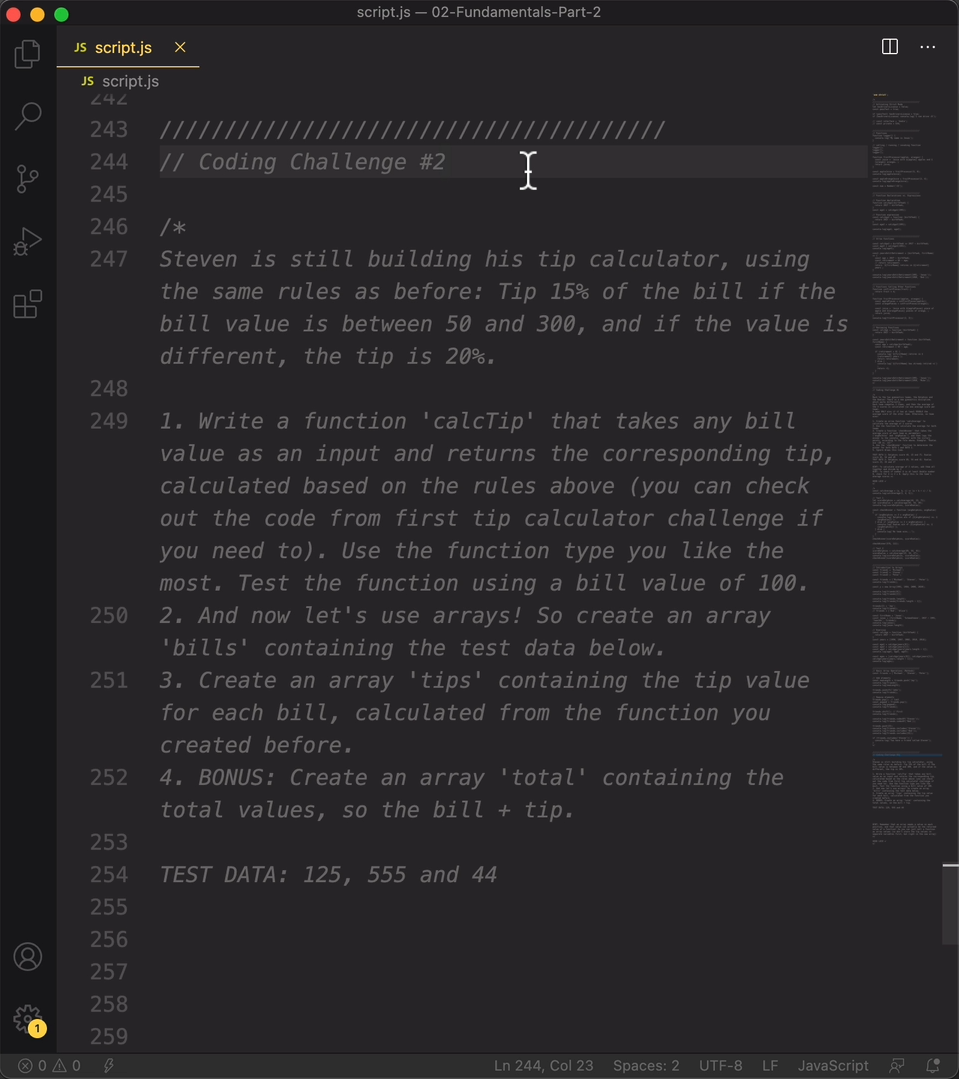 script.js — 02-Fundamentals-Part-2
JS script.js
JS script.js
242
243 ///////////////////////////////////////
244 // Coding Challenge #2
245
246 /*
247 Steven is still building his tip calculator, using
the same rules as before: Tip 15% of the bill if the
bill value is between 50 and 300, and if the value is
different, the tip is 20%.
248
249 1. Write a function 'calcTip' that takes any bill
value as an input and returns the corresponding tip,
calculated based on the rules above (you can check
out the code from first tip calculator challenge if
you need to). Use the function type you like the
most. Test the function using a bill value of 100.
250 2. And now let's use arrays! So create an array
'bills' containing the test data below.
251 3. Create an array 'tips' containing the tip value
for each bill, calculated from the function you
created before.
252 4. BONUS: Create an array 'total' containing the
total values, so the bill + tip.
253
254 TEST DATA: 125, 555 and 44
255
256
257
258
259
1
0 0 Ln 244, Col 23 Spaces: 2 UTF-8 LF JavaScript